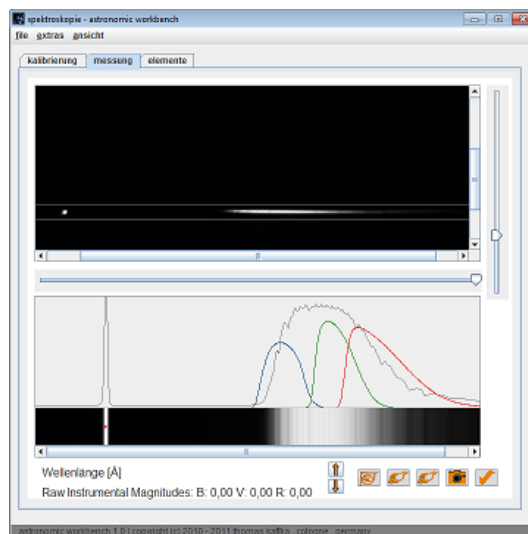 spektroskopie - astronomic workbench
file extras ansicht
kalibrierung messung elemente
Wellenlänge [Å]
Raw Instrumental Magnitudes: B: 0,00 V: 0,00 R: 0,00
astronomic workbench 1.0 | copyright (c) 2010 - 2011 thomas kaffka, cologne, germany